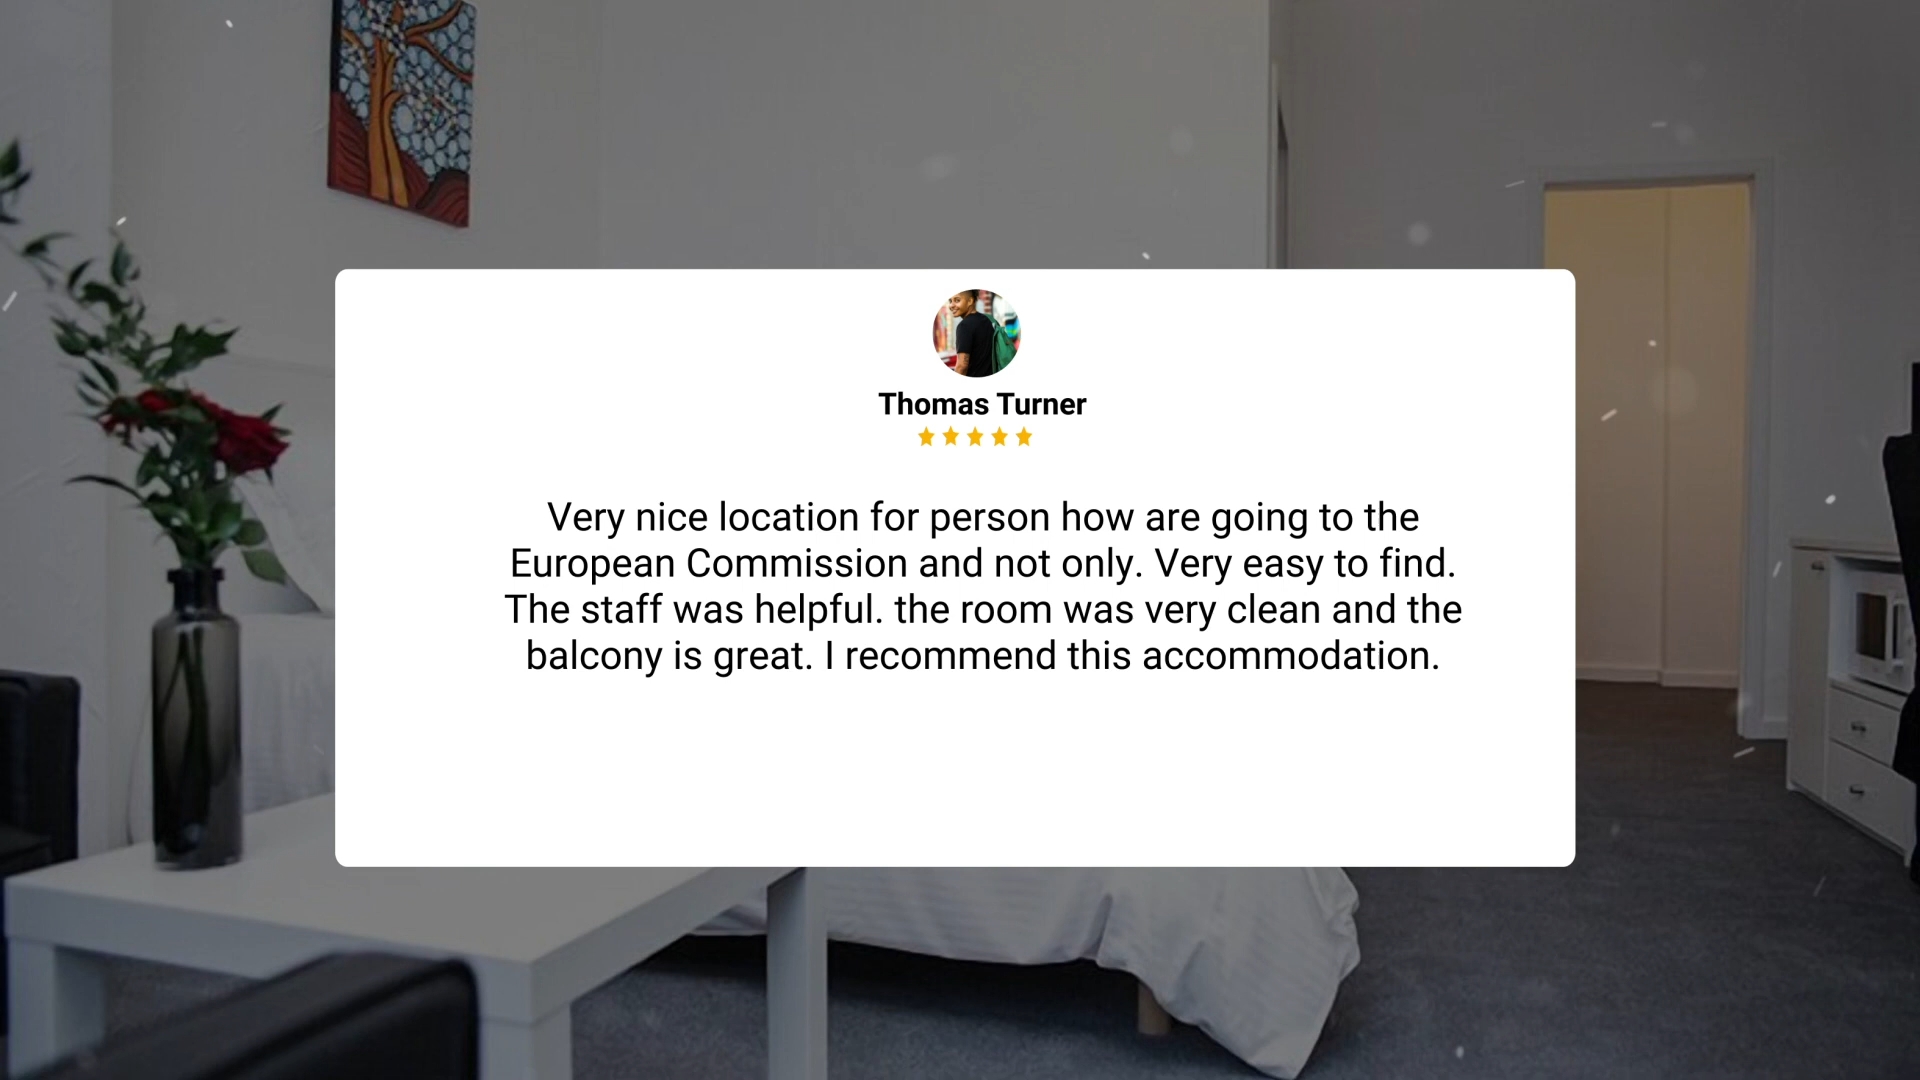 Thomas Turner
Very nice location for person how are going to the
European Commission and not only. Very easy to find.
The staff was helpful. the room was very clean and the
balcony is great. I recommend this accommodation.